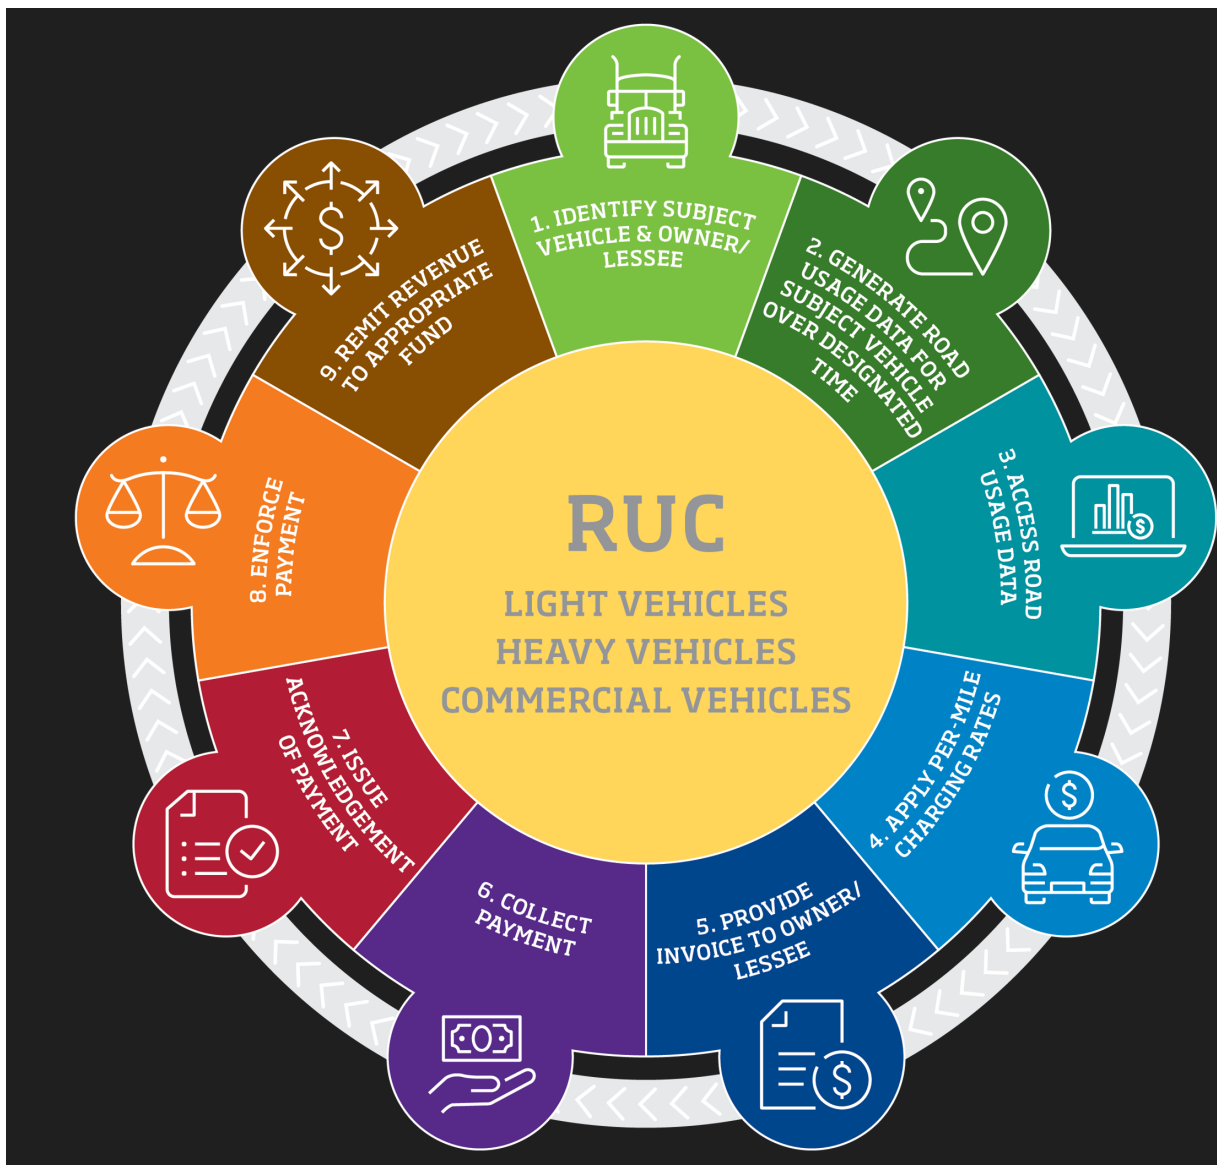 RUC
LIGHT VEHICLES
HEAVY VEHICLES
COMMERCIAL VEHICLES
1. IDENTIFY SUBJECT
VEHICLE & OWNER/
LESSEE
2. GENERATE ROAD
USAGE DATA FOR
SUBJECT VEHICLE
OVER DESIGNATED
TIME
3. ACCESS ROAD
USAGE DATA
4. APPLY PER-MILE
CHARGING RATES
5. PROVIDE
INVOICE TO OWNER/
LESSEE
6. COLLECT
PAYMENT
7. ISSUE
ACKNOWLEDGEMENT
OF PAYMENT
8. ENFORCE
PAYMENT
9. REMIT REVENUE
TO APPROPRIATE
FUND